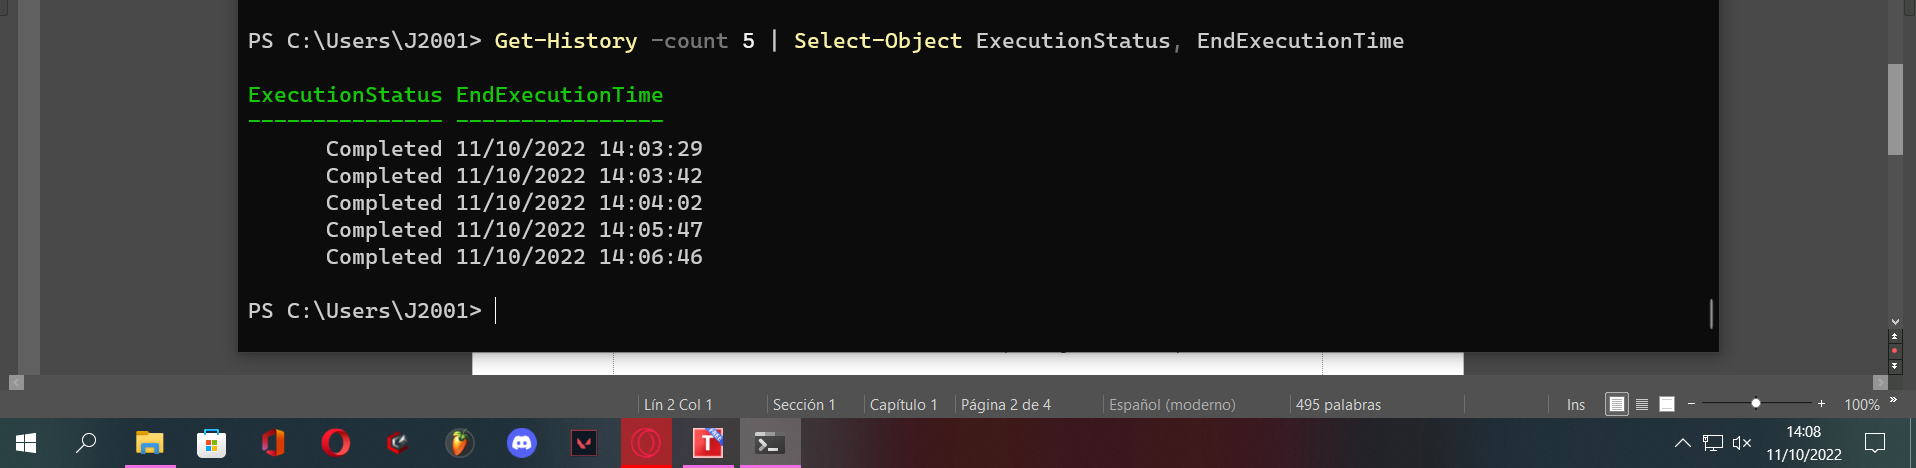 PS C:\Users\J2001> Get-History -count 5 | Select-Object ExecutionStatus, EndExecutionTime
ExecutionStatus EndExecutionTime
--------------- ----------------
Completed 11/10/2022 14:03:29
Completed 11/10/2022 14:03:42
Completed 11/10/2022 14:04:02
Completed 11/10/2022 14:05:47
Completed 11/10/2022 14:06:46
PS C:\Users\J2001>
Lín 2 Col 1 Sección 1 Capítulo 1 Página 2 de 4 Español (moderno) 495 palabras Ins 100%
14:08
11/10/2022